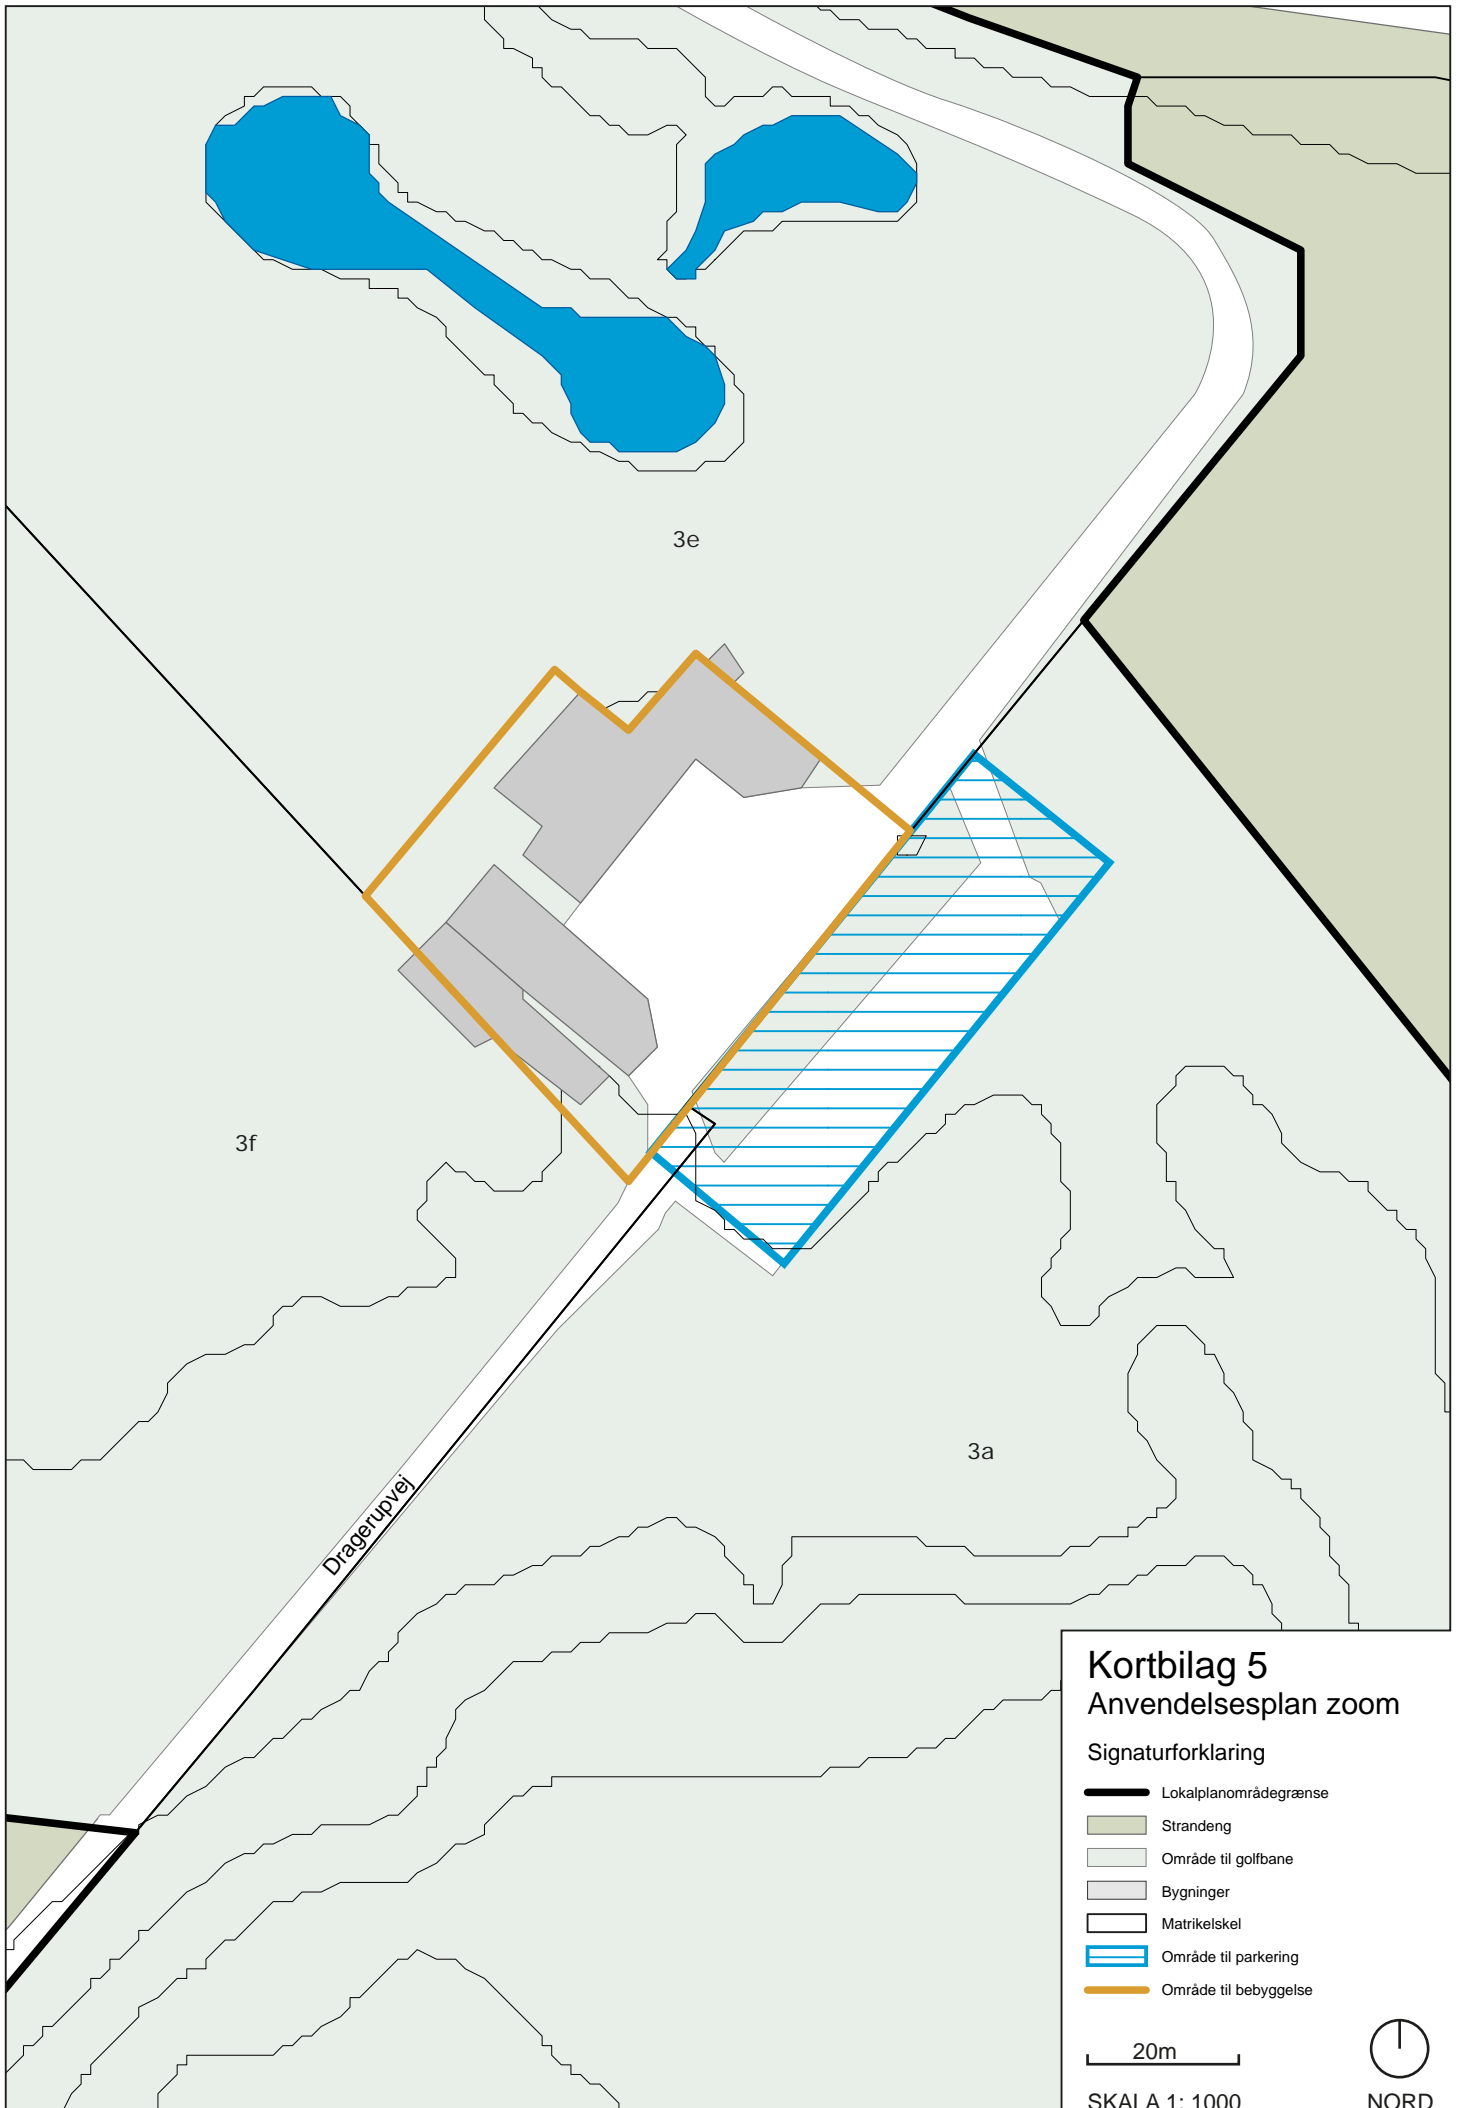 3e
3f
3a
Dragerupvej
Kortbilag 5
Anvendelsesplan zoom
Signaturforklaring
Lokalplanområdegrænse
Strandeng
Område til golfbane
Bygninger
Matrikelskel
Område til parkering
Område til bebyggelse
20m
SKALA 1: 1000
NORD